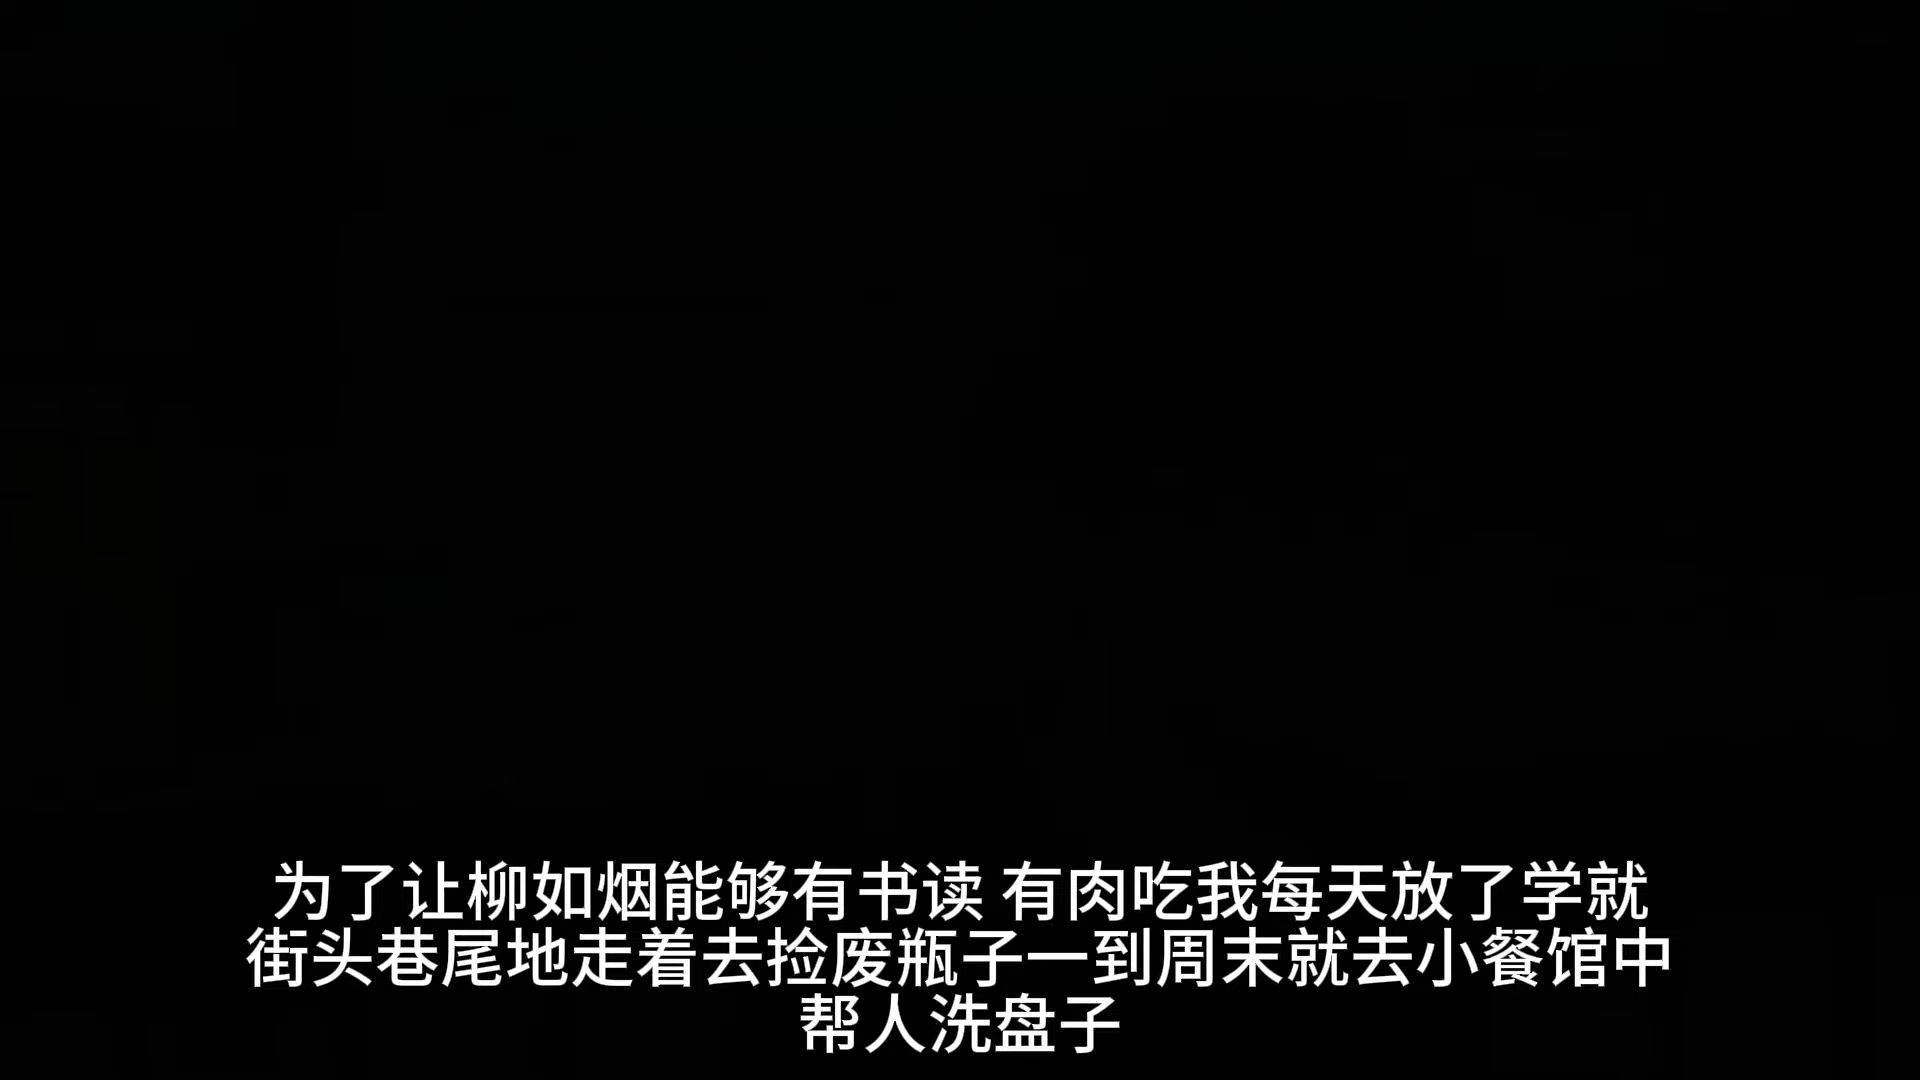 为了让柳如烟能够有书读 有肉吃我每天放了学就
街头巷尾地走着去捡废瓶子一到周末就去小餐馆中
帮人洗盘子